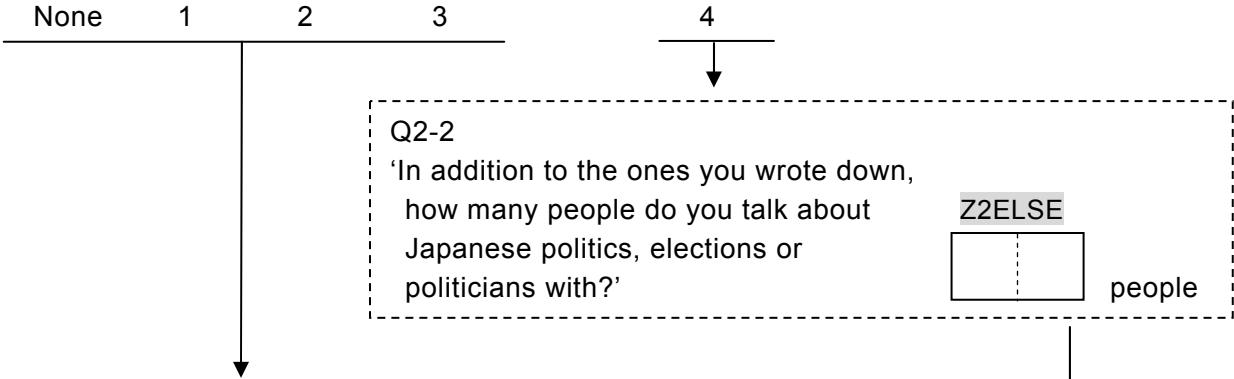 None 1 2 3 4
Q2-2
‘In addition to the ones you wrote down,
how many people do you talk about
Japanese politics, elections or
politicians with?’
Z2ELSE
people